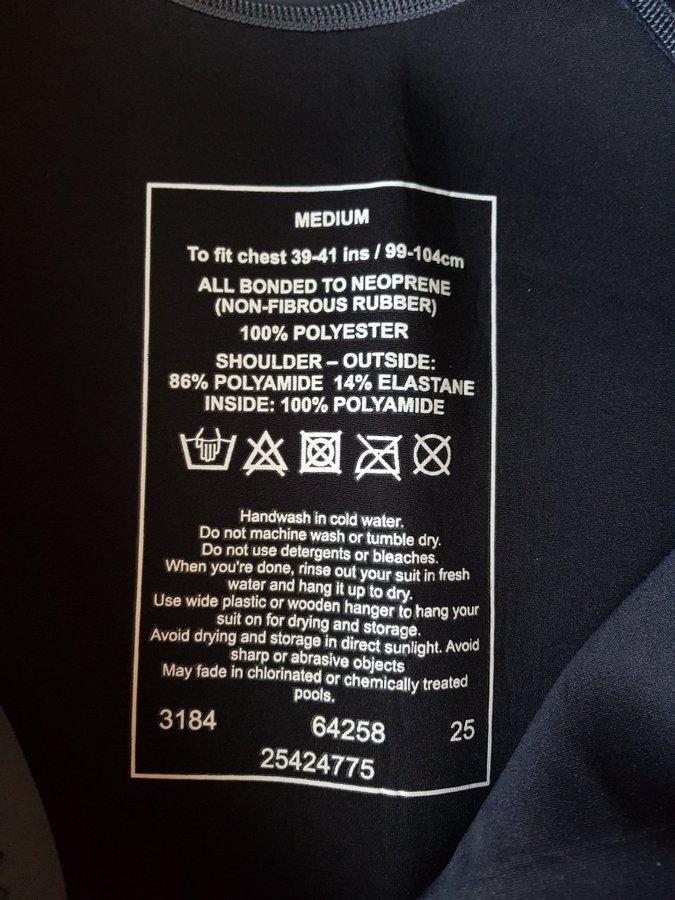 MEDIUM
To fit chest 39-41 ins / 99-104cm
ALL BONDED TO NEOPRENE
(NON-FIBROUS RUBBER)
100% POLYESTER
SHOULDER – OUTSIDE:
86% POLYAMIDE 14% ELASTANE
INSIDE: 100% POLYAMIDE
Handwash in cold water.
Do not machine wash or tumble dry.
Do not use detergents or bleaches.
When you're done, rinse out your suit in fresh
water and hang it up to dry.
Use wide plastic or wooden hanger to hang your
suit on for drying and storage.
Avoid drying and storage in direct sunlight. Avoid
sharp or abrasive objects
May fade in chlorinated or chemically treated
pools.
3184 64258 25
25424775